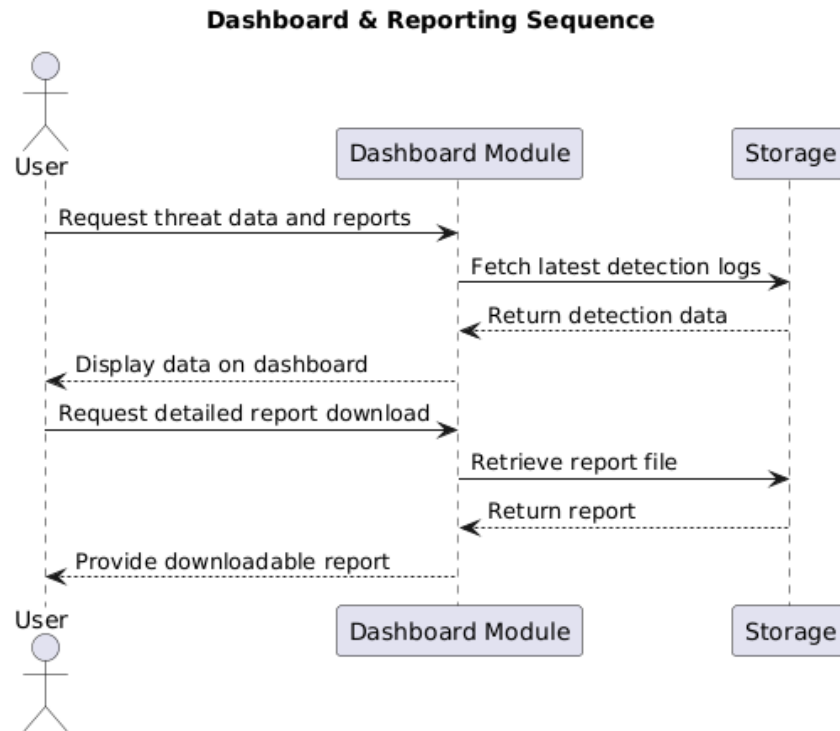 Dashboard & Reporting Sequence
User
Dashboard Module
Storage
Request threat data and reports
Fetch latest detection logs
Return detection data
Display data on dashboard
Request detailed report download
Retrieve report file
Return report
Provide downloadable report
User
Dashboard Module
Storage